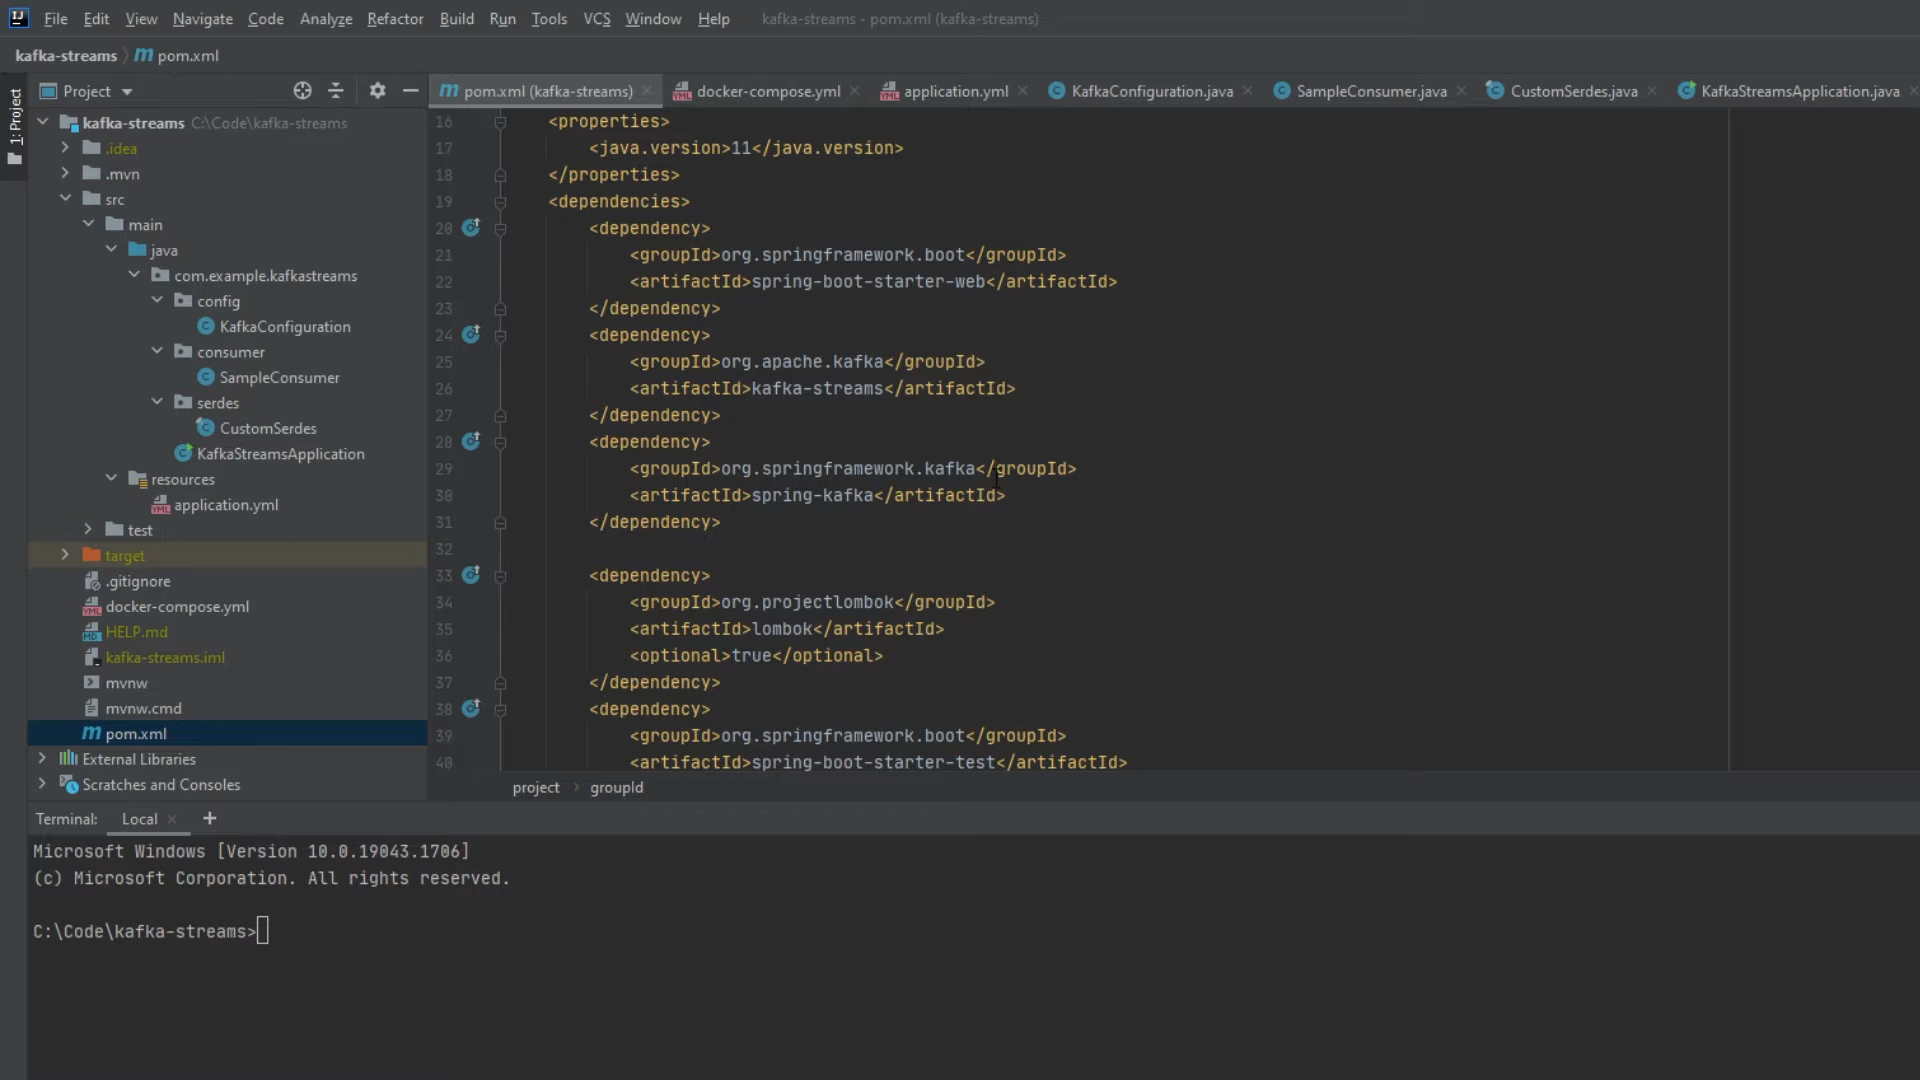 File Edit View Navigate Code Analyze Refactor Build Run Tools VCS Window Help kafka-streams - pom.xml (kafka-streams)
kafka-streams pom.xml
1: Project
Project
pom.xml (kafka-streams) docker-compose.yml application.yml KafkaConfiguration.java SampleConsumer.java CustomSerdes.java KafkaStreamsApplication.java
kafka-streams C:\Code\kafka-streams
.idea
.mvn
src
main
java
com.example.kafkastreams
config
KafkaConfiguration
consumer
SampleConsumer
serdes
CustomSerdes
KafkaStreamsApplication
resources
application.yml
test
target
.gitignore
docker-compose.yml
HELP.md
kafka-streams.iml
mvnw
mvnw.cmd
pom.xml
External Libraries
Scratches and Consoles
16 <properties>
17 <java.version>11</java.version>
18 </properties>
19 <dependencies>
20 <dependency>
21 <groupId>org.springframework.boot</groupId>
22 <artifactId>spring-boot-starter-web</artifactId>
23 </dependency>
24 <dependency>
25 <groupId>org.apache.kafka</groupId>
26 <artifactId>kafka-streams</artifactId>
27 </dependency>
28 <dependency>
29 <groupId>org.springframework.kafka</groupId>
30 <artifactId>spring-kafka</artifactId>
31 </dependency>
32
33 <dependency>
34 <groupId>org.projectlombok</groupId>
35 <artifactId>lombok</artifactId>
36 <optional>true</optional>
37 </dependency>
38 <dependency>
39 <groupId>org.springframework.boot</groupId>
40 <artifactId>spring-boot-starter-test</artifactId>
project groupId
Terminal: Local
Microsoft Windows [Version 10.0.19043.1706]
(c) Microsoft Corporation. All rights reserved.
C:\Code\kafka-streams>